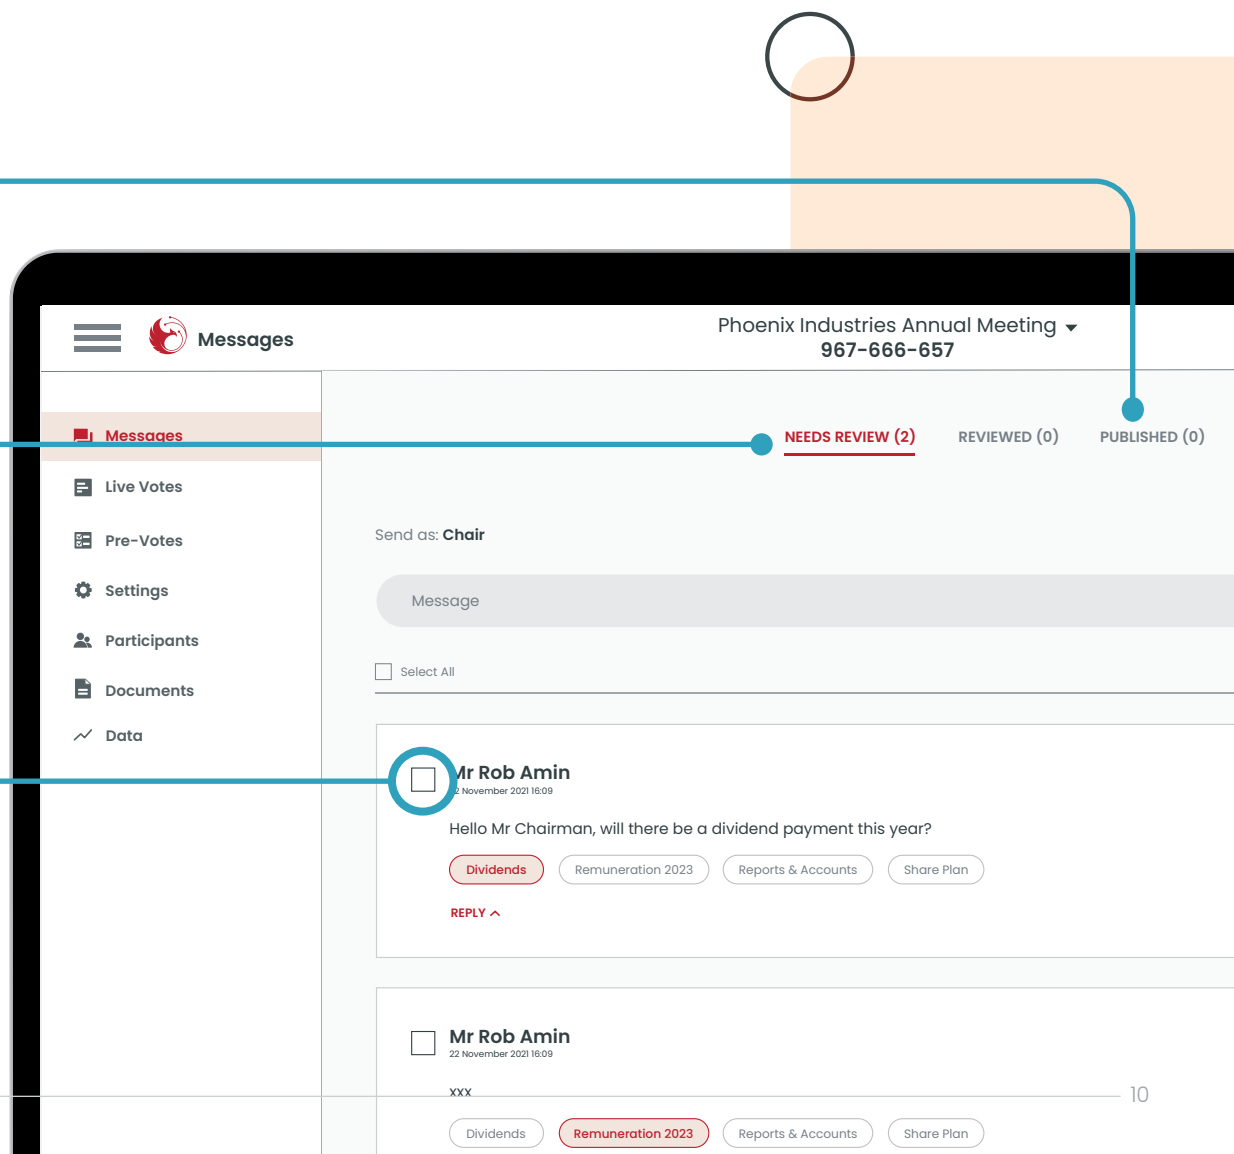 Messages
Phoenix Industries Annual Meeting
967-666-657
Messages
Live Votes
Pre-Votes
Settings
Participants
Documents
Data
NEEDS REVIEW (2)
REVIEWED (0)
PUBLISHED (0)
Send as: Chair
Message
Select All
Mr Rob Amin
22 November 2021 16:09
Hello Mr Chairman, will there be a dividend payment this year?
Dividends
Remuneration 2023
Reports & Accounts
Share Plan
REPLY
Mr Rob Amin
22 November 2021 16:09
xxx
10
Dividends
Remuneration 2023
Reports & Accounts
Share Plan